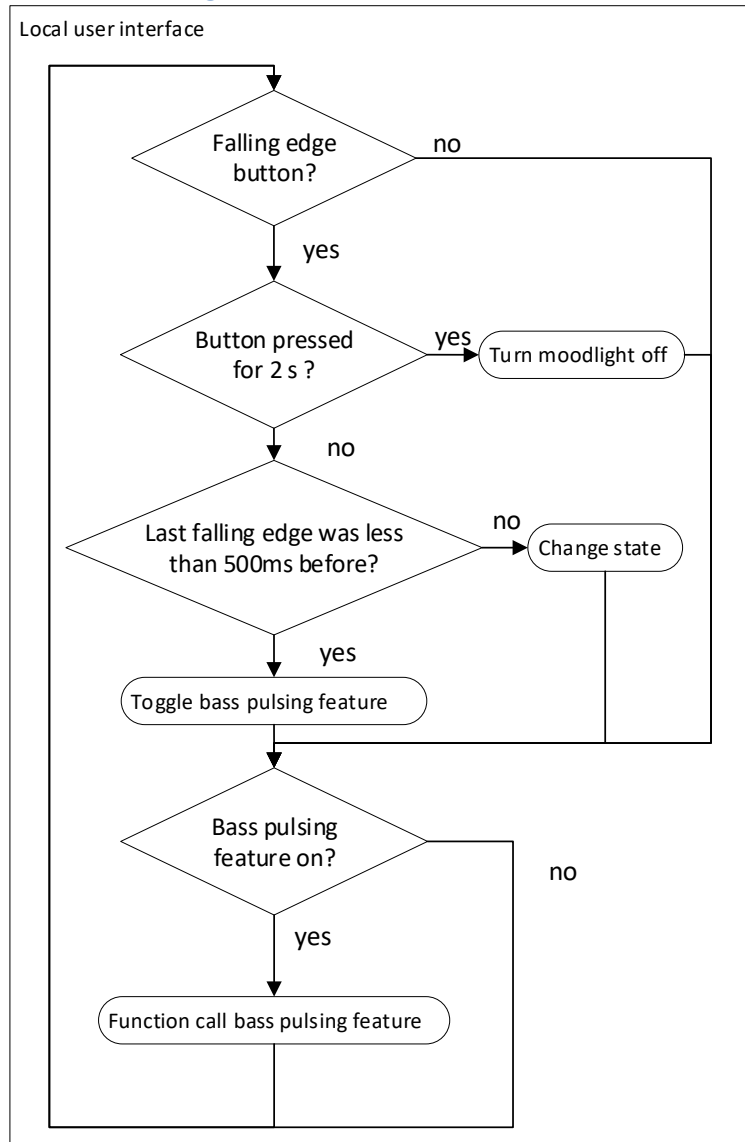 Local user interface
Falling edge
button?
no
yes
Button pressed
for 2 s ?
yes
Turn moodlight off
no
Last falling edge was less
than 500ms before?
no
Change state
yes
Toggle bass pulsing feature
Bass pulsing
feature on?
no
yes
Function call bass pulsing feature